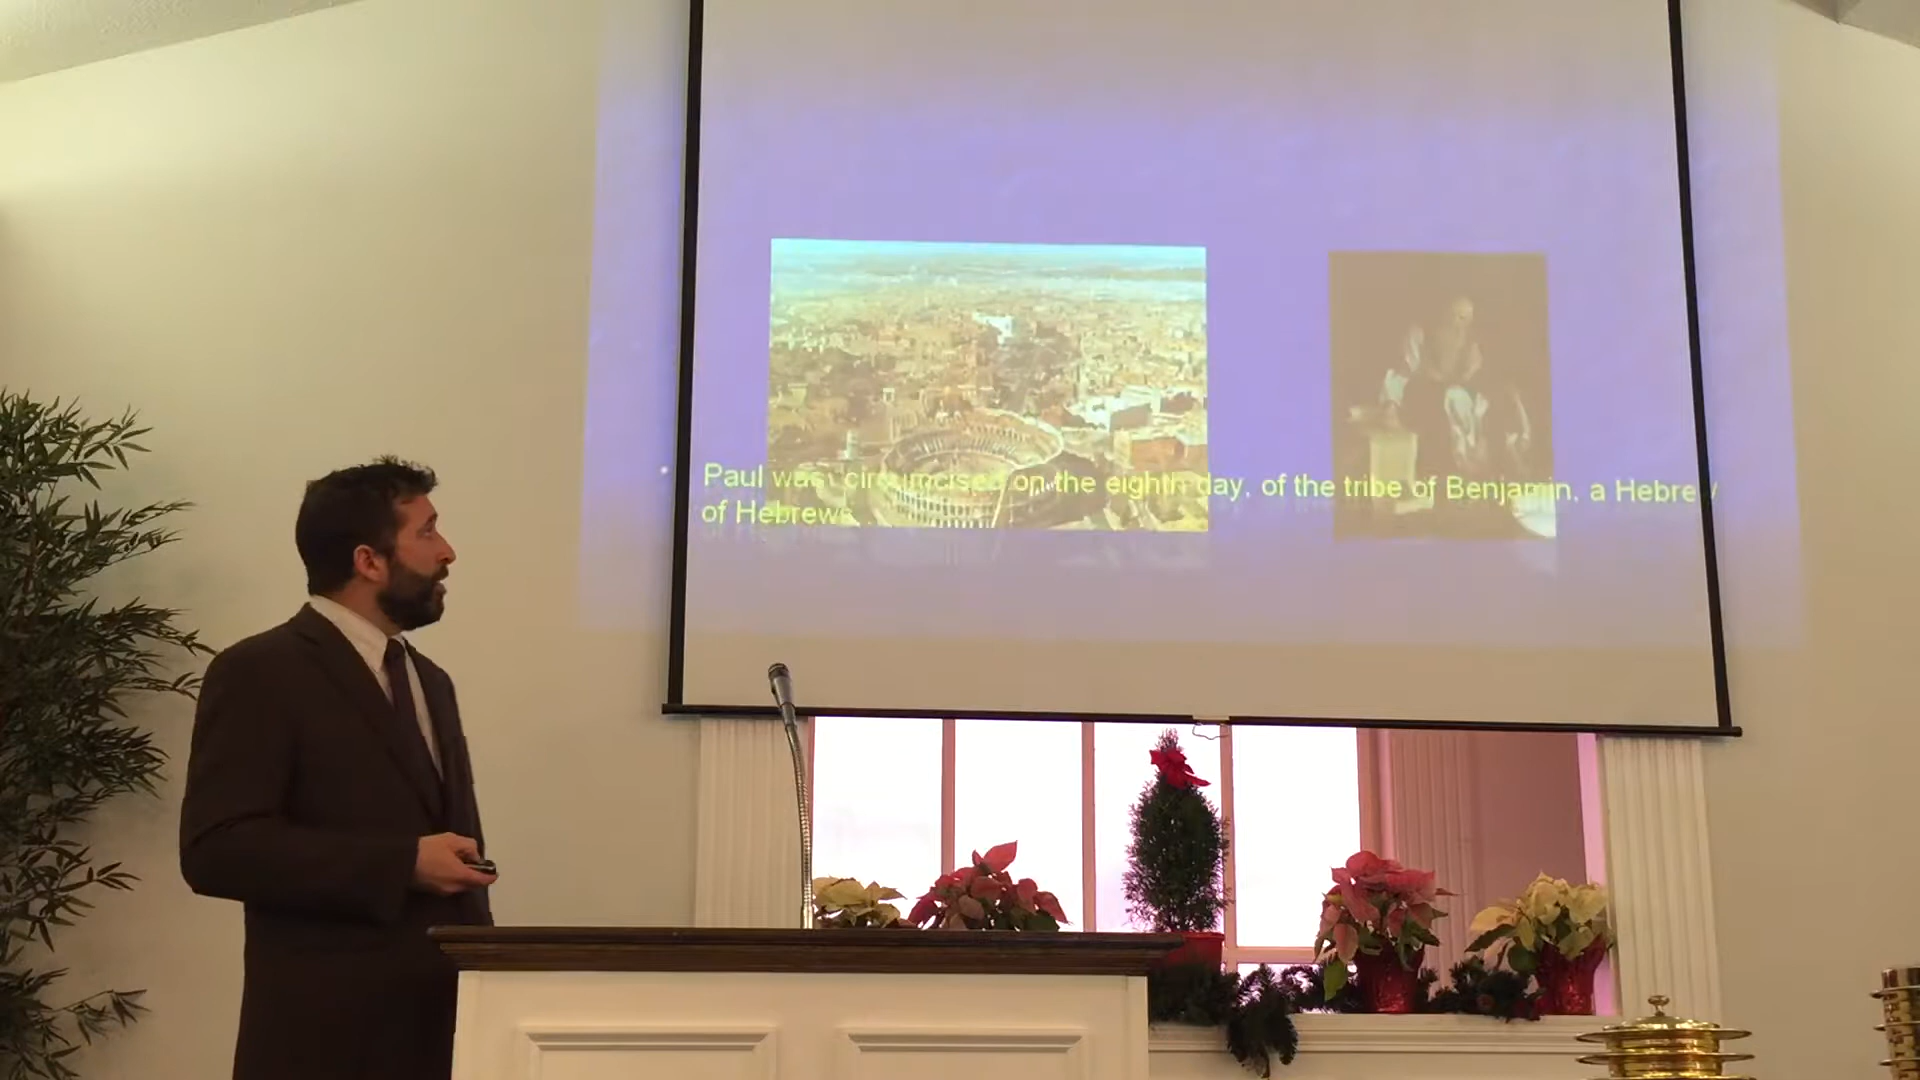 Paul was circumcised on the eighth day, of the tribe of Benjamin, a Hebrew
of Hebrews